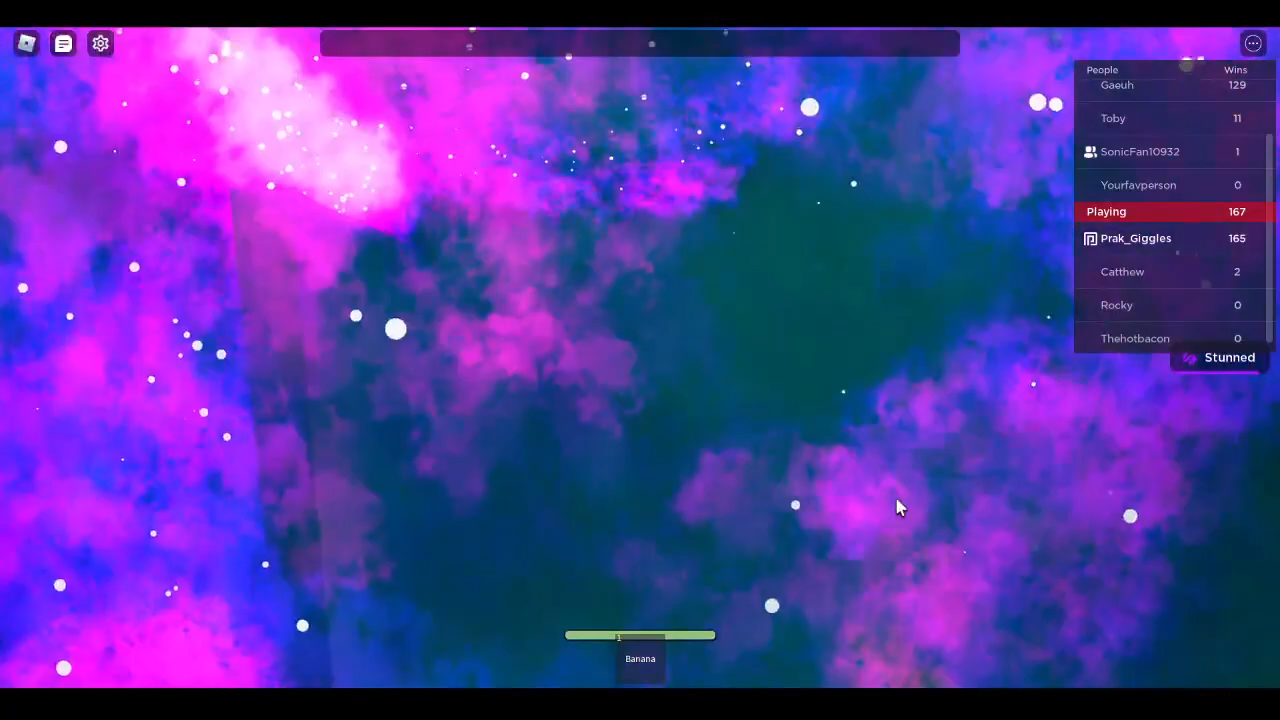 People Wins
Gaeuh 129
Toby 11
SonicFan10932 1
Yourfavperson 0
Playing 167
Prak_Giggles 165
Catthew 2
Rocky 0
Thehotbacon 0
Stunned
1
Banana